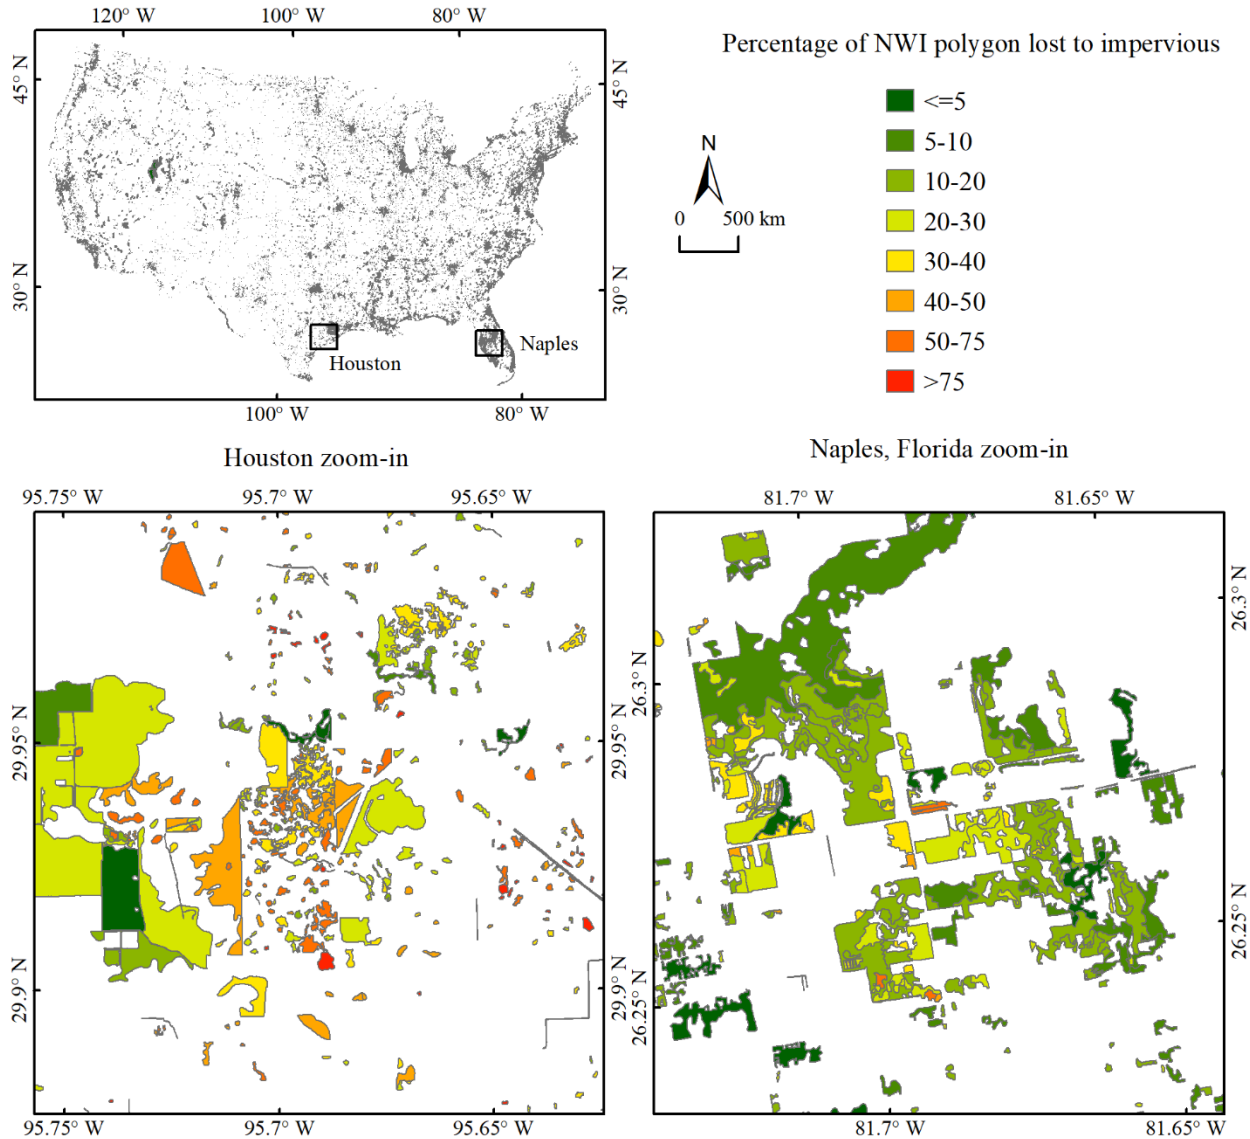 120° W 100° W 80° W
45° N
45° N
30° N
30° N
Houston
Naples
100° W 80° W
Percentage of NWI polygon lost to impervious
N
0 500 km
<=5
5-10
10-20
20-30
30-40
40-50
50-75
>75
Houston zoom-in
95.75° W 95.7° W 95.65° W
29.95° N
29.95° N
29.9° N
29.9° N
95.75° W 95.7° W 95.65° W
Naples, Florida zoom-in
81.7° W 81.65° W
26.3° N
26.3° N
26.25° N
26.25° N
81.7° W 81.65° W